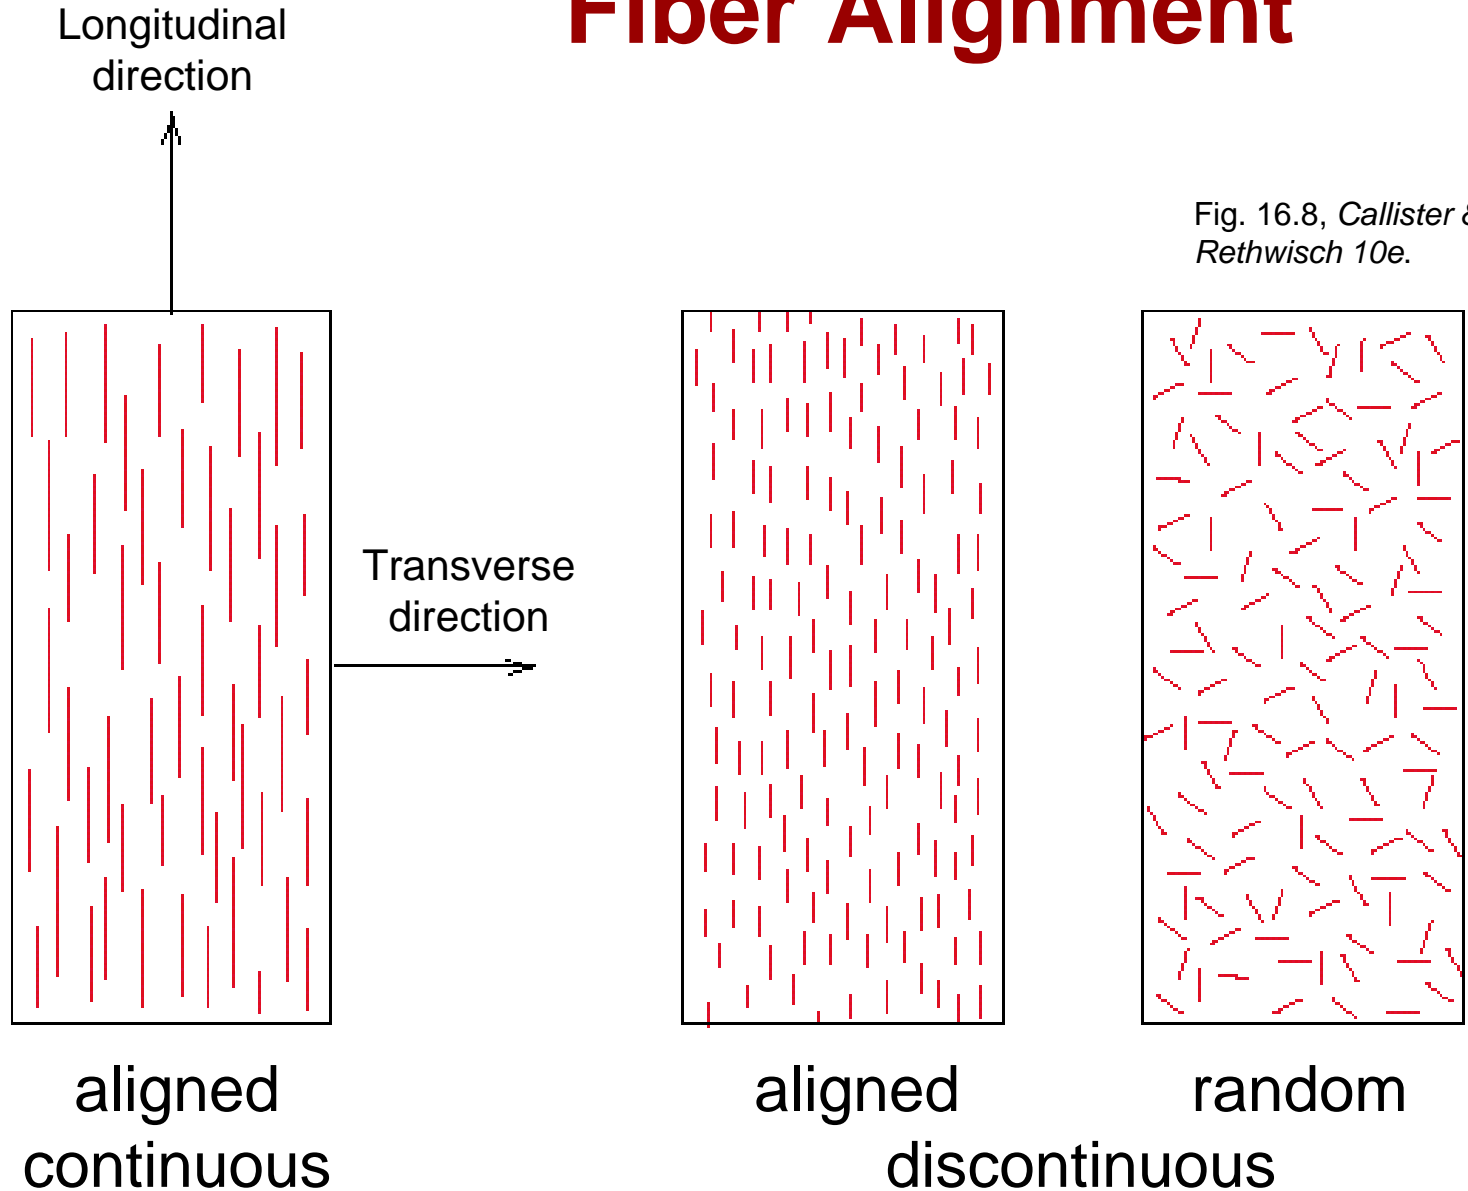 Fiber Alignment
Longitudinal
direction
Fig. 16.8, Callister &
Rethwisch 10e.
Transverse
direction
aligned
continuous
aligned
random
discontinuous